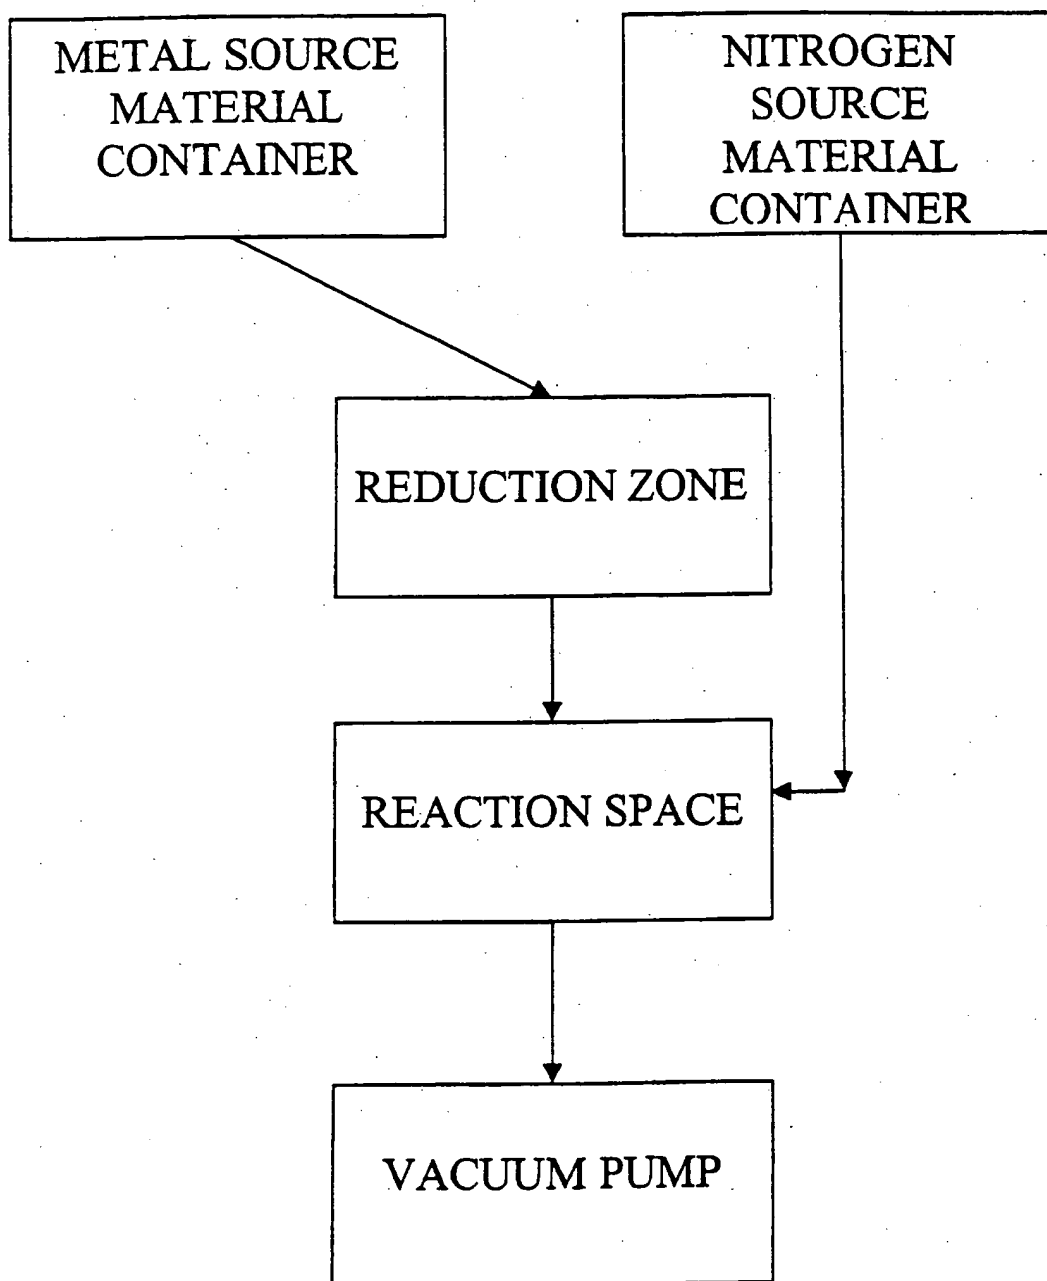 METAL SOURCE
MATERIAL
CONTAINER
NITROGEN
SOURCE
MATERIAL
CONTAINER
REDUCTION ZONE
REACTION SPACE
VACUUM PUMP